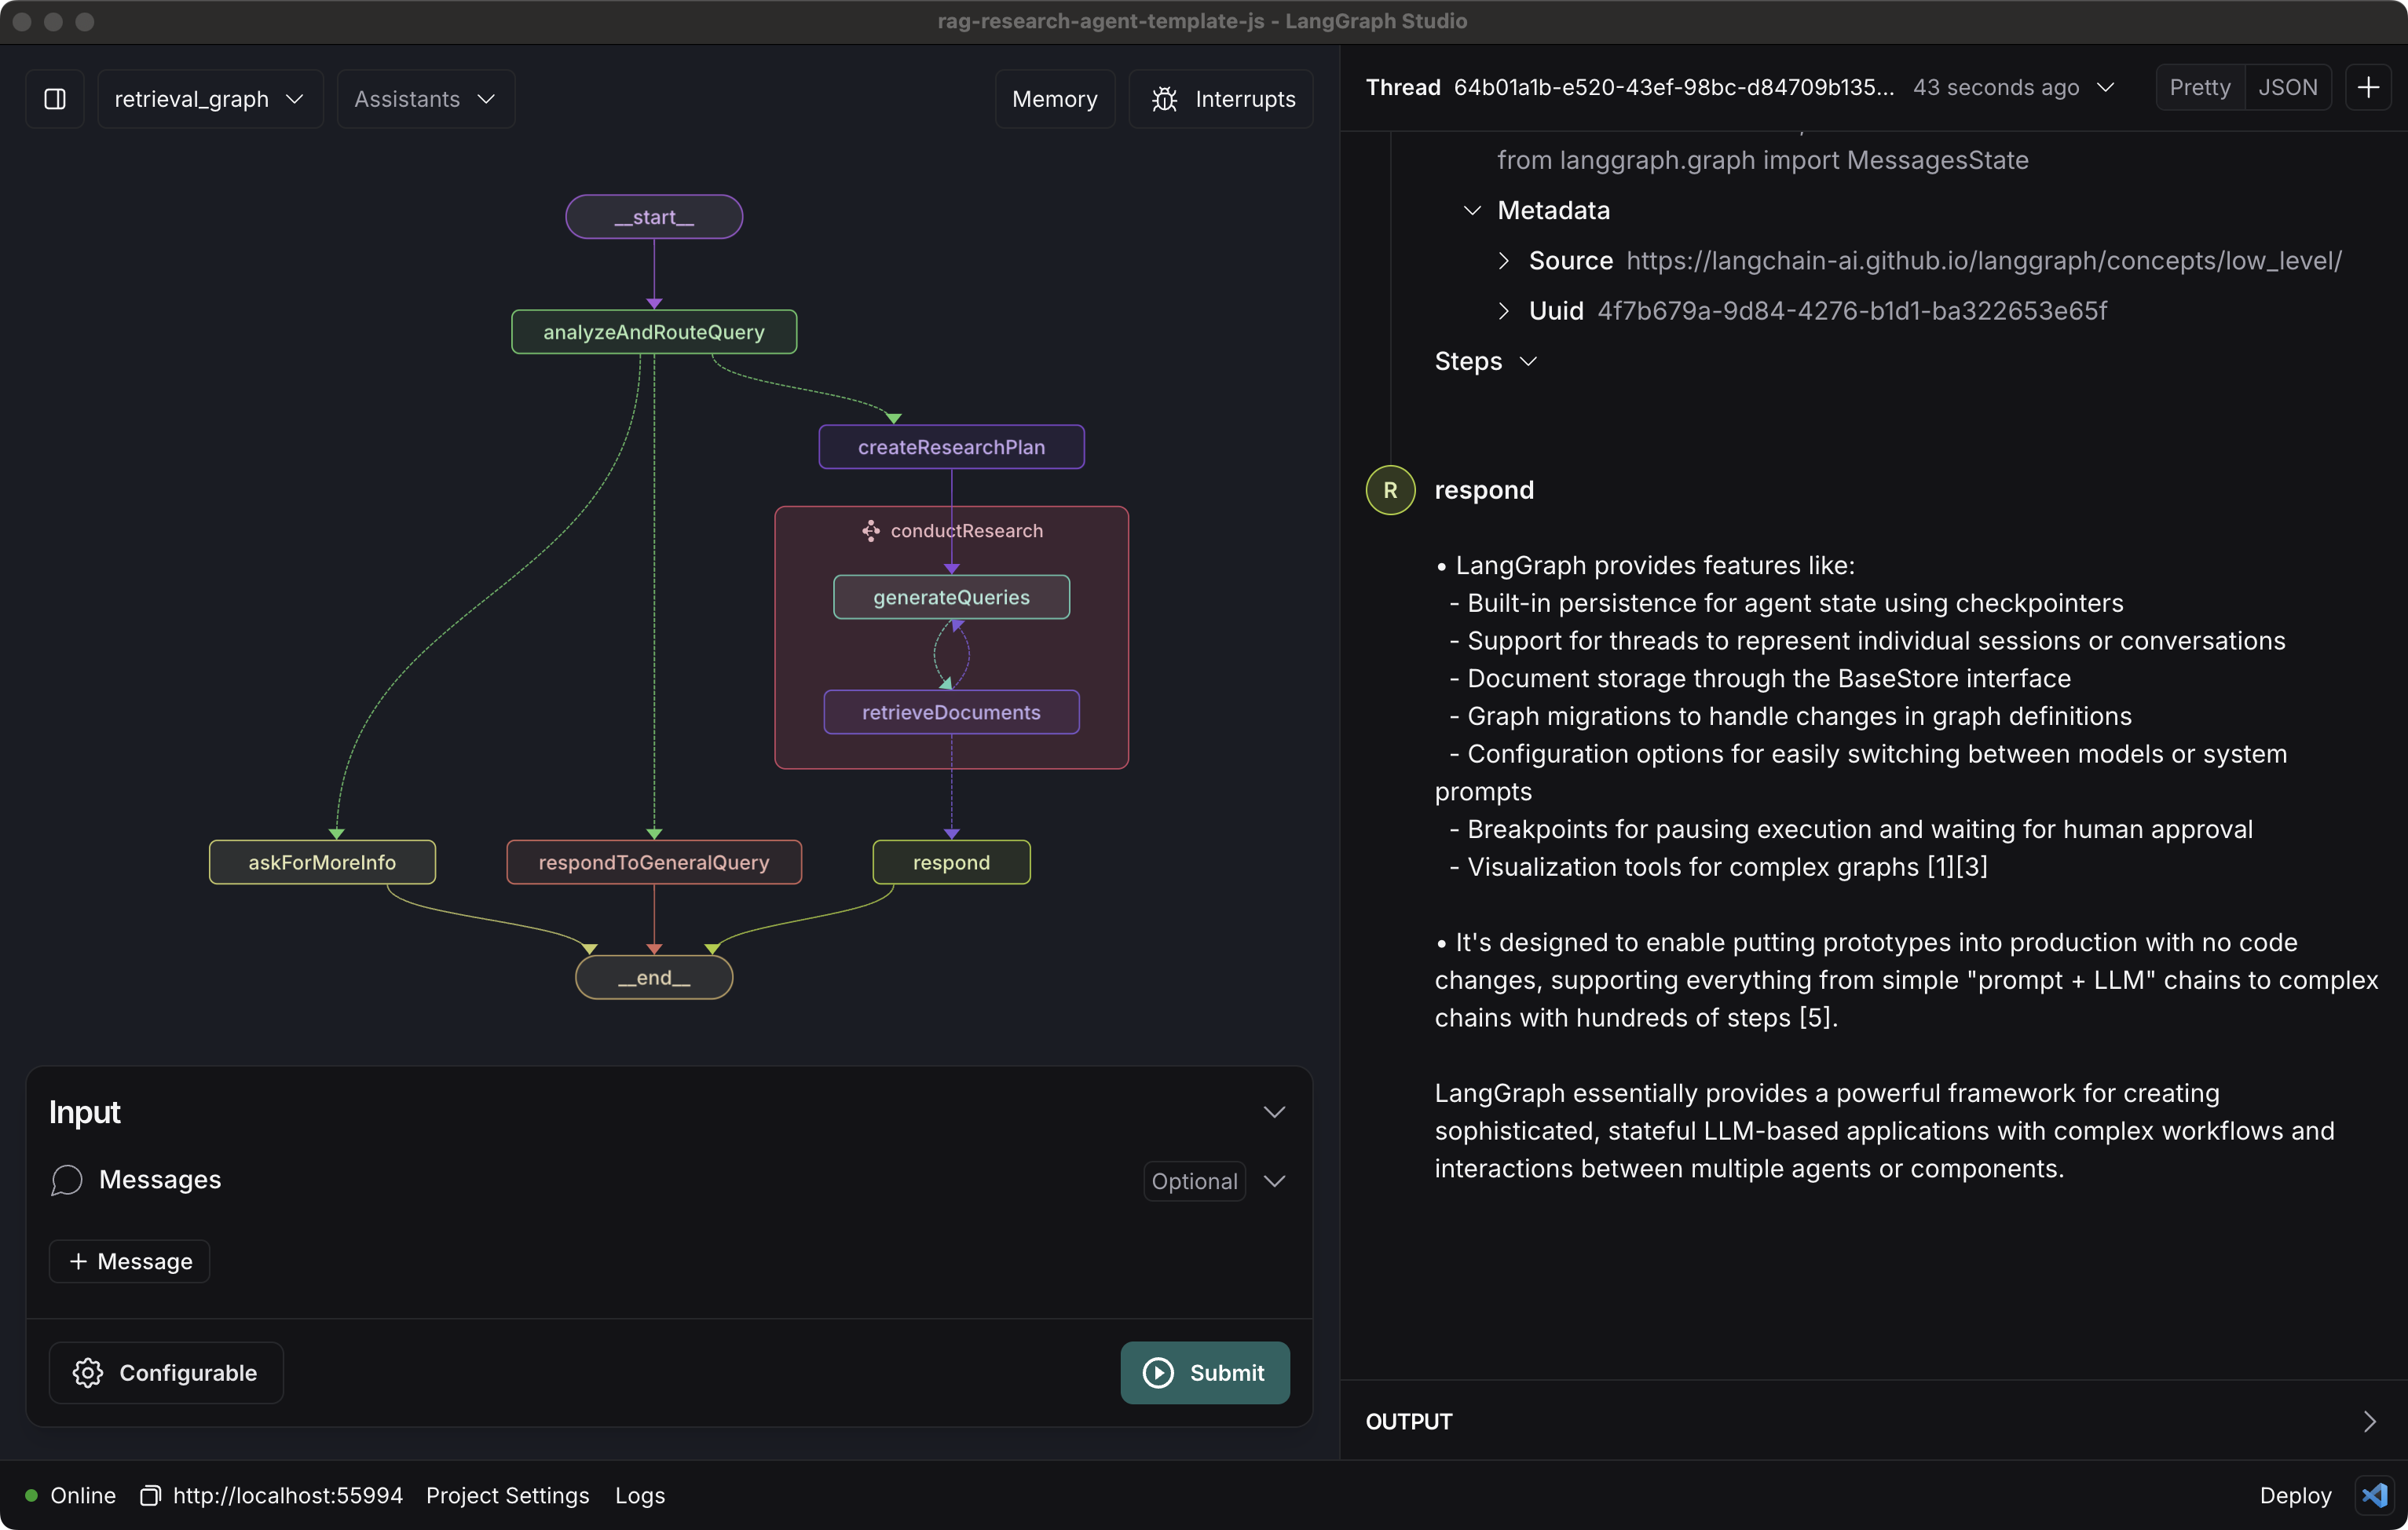 rag-research-agent-template-js - LangGraph Studio
retrieval_graph
Assistants
Memory
Interrupts
__start__
analyzeAndRouteQuery
createResearchPlan
conductResearch
generateQueries
retrieveDocuments
askForMoreInfo
respondToGeneralQuery
respond
__end__
Input
Messages
Optional
+ Message
Configurable
Submit
Thread 64b01a1b-e520-43ef-98bc-d84709b135... 43 seconds ago
Pretty JSON +
from langgraph.graph import MessagesState
Metadata
Source https://langchain-ai.github.io/langgraph/concepts/low_level/
Uuid 4f7b679a-9d84-4276-b1d1-ba322653e65f
Steps
R respond
• LangGraph provides features like:
- Built-in persistence for agent state using checkpointers
- Support for threads to represent individual sessions or conversations
- Document storage through the BaseStore interface
- Graph migrations to handle changes in graph definitions
- Configuration options for easily switching between models or system
prompts
- Breakpoints for pausing execution and waiting for human approval
- Visualization tools for complex graphs [1][3]
• It's designed to enable putting prototypes into production with no code
changes, supporting everything from simple "prompt + LLM" chains to complex
chains with hundreds of steps [5].
LangGraph essentially provides a powerful framework for creating
sophisticated, stateful LLM-based applications with complex workflows and
interactions between multiple agents or components.
OUTPUT
Online http://localhost:55994 Project Settings Logs
Deploy